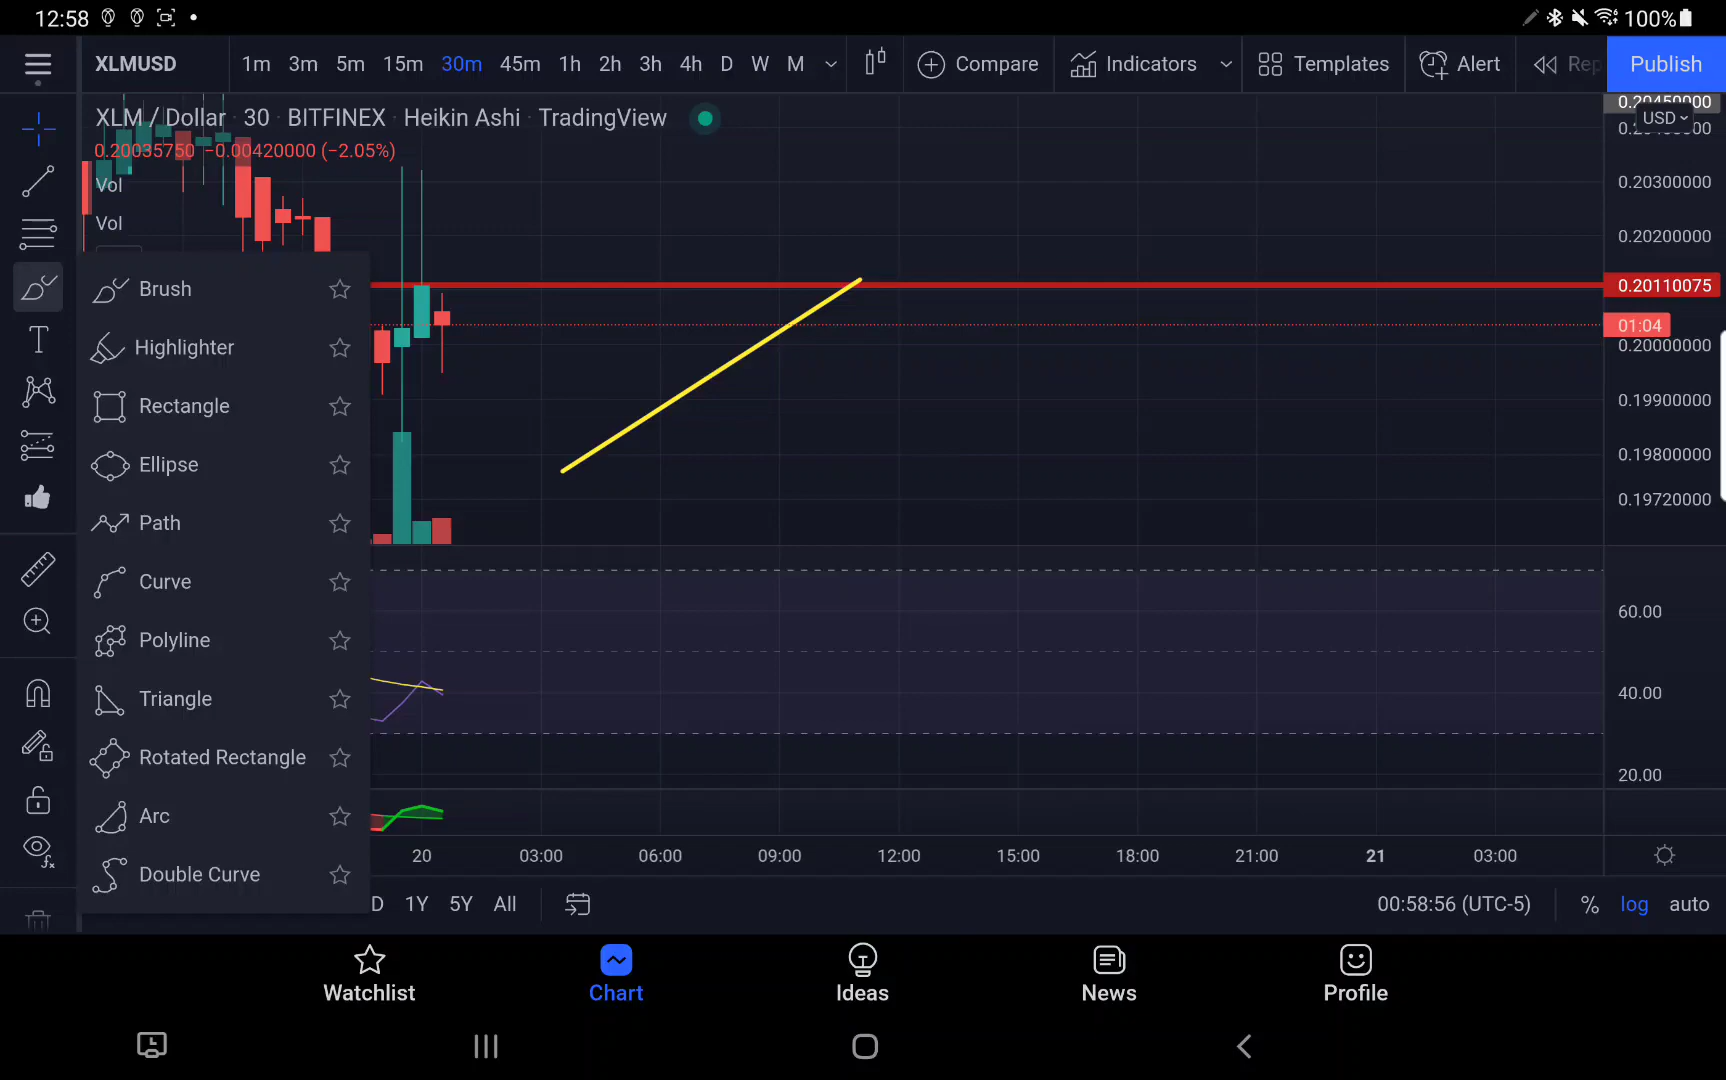 12:58 100%
XLMUSD 1m 3m 5m 15m 30m 45m 1h 2h 3h 4h D W M Compare Indicators Templates Alert Rep Publish
XLM / Dollar · 30 · BITFINEX · Heikin Ashi · TradingView
0.20450000
USD
0.20035750 −0.00420000 (−2.05%)
Vol
0.20300000
Vol
0.20200000
Brush
0.20110075
01:04
Highlighter
0.20000000
Rectangle
0.19900000
Ellipse
0.19800000
0.19720000
Path
Curve
60.00
Polyline
Triangle
40.00
Rotated Rectangle
20.00
Arc
20 03:00 06:00 09:00 12:00 15:00 18:00 21:00 21 03:00
Double Curve
D 1Y 5Y All 00:58:56 (UTC-5) % log auto
Watchlist Chart Ideas News Profile